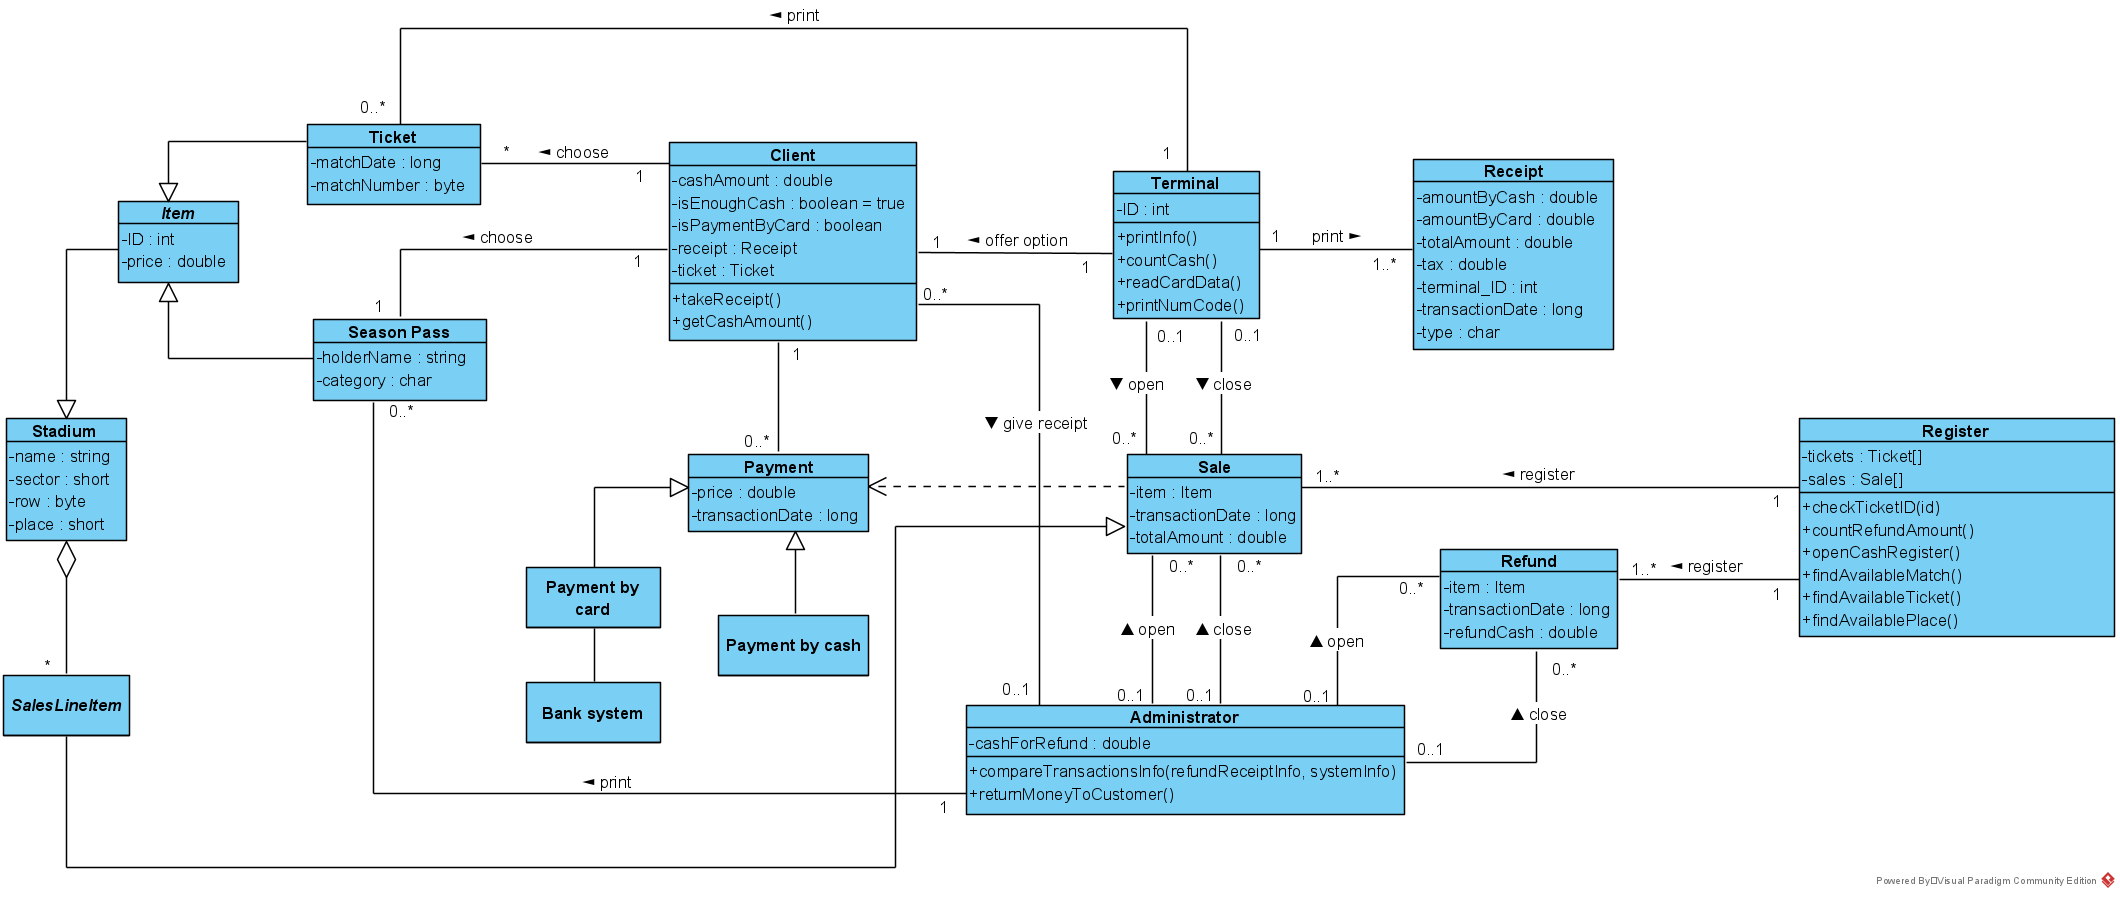 ◄ print
0..*
1
Ticket
-matchDate : long
-matchNumber : byte
* ◄ choose
1
Client
-cashAmount : double
-isEnoughCash : boolean = true
-isPaymentByCard : boolean
-receipt : Receipt
-ticket : Ticket
+takeReceipt()
+getCashAmount()
Terminal
-ID : int
+printInfo()
+countCash()
+readCardData()
+printNumCode()
Receipt
-amountByCash : double
-amountByCard : double
-totalAmount : double
-tax : double
-terminal_ID : int
-transactionDate : long
-type : char
Item
-ID : int
-price : double
◄ choose
1
1
1 ◄ offer option
1
1 print ►
1..*
Season Pass
-holderName : string
-category : char
0..*
0..*
1
0..1
0..1
▼ open
▼ close
▼ give receipt
0..*
0..*
0..*
Stadium
-name : string
-sector : short
-row : byte
-place : short
Payment
-price : double
-transactionDate : long
Sale
-item : Item
-transactionDate : long
-totalAmount : double
1..* ◄ register
1
Register
-tickets : Ticket[]
-sales : Sale[]
+checkTicketID(id)
+countRefundAmount()
+openCashRegister()
+findAvailableMatch()
+findAvailableTicket()
+findAvailablePlace()
Refund
-item : Item
-transactionDate : long
-refundCash : double
1..* ◄ register
1
0..*
0..*
0..*
Payment by
card
Payment by cash
Bank system
▲ open
▲ close
▲ open
0..*
▲ close
*
SalesLineItem
0..1
0..1
0..1
0..1
0..1
Administrator
-cashForRefund : double
+compareTransactionsInfo(refundReceiptInfo, systemInfo)
+returnMoneyToCustomer()
◄ print
1
Powered By□Visual Paradigm Community Edition